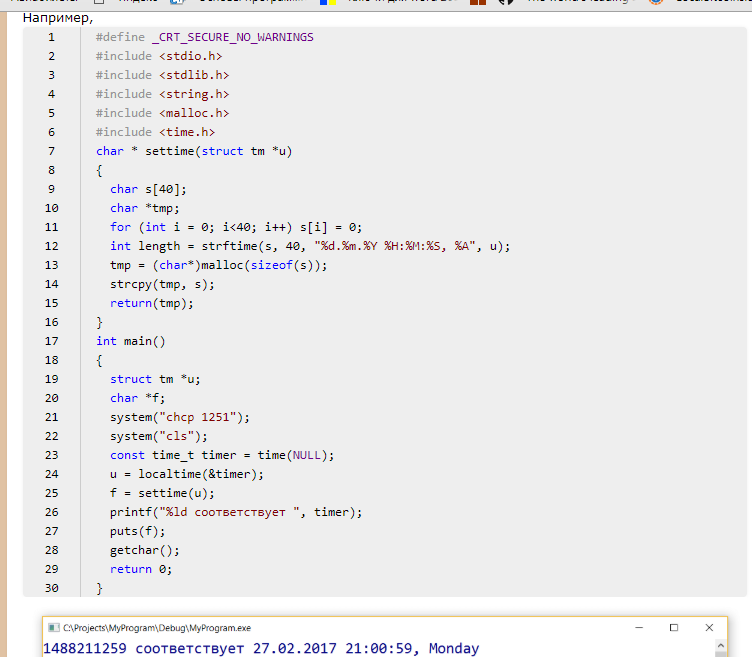 Например,
1 #define _CRT_SECURE_NO_WARNINGS
2 #include <stdio.h>
3 #include <stdlib.h>
4 #include <string.h>
5 #include <malloc.h>
6 #include <time.h>
7 char * settime(struct tm *u)
8 {
9 char s[40];
10 char *tmp;
11 for (int i = 0; i<40; i++) s[i] = 0;
12 int length = strftime(s, 40, "%d.%m.%Y %H:%M:%S, %A", u);
13 tmp = (char*)malloc(sizeof(s));
14 strcpy(tmp, s);
15 return(tmp);
16 }
17 int main()
18 {
19 struct tm *u;
20 char *f;
21 system("chcp 1251");
22 system("cls");
23 const time_t timer = time(NULL);
24 u = localtime(&timer);
25 f = settime(u);
26 printf("%ld соответствует ", timer);
27 puts(f);
28 getchar();
29 return 0;
30 }
C:\Projects\MyProgram\Debug\MyProgram.exe
1488211259 соответствует 27.02.2017 21:00:59, Monday